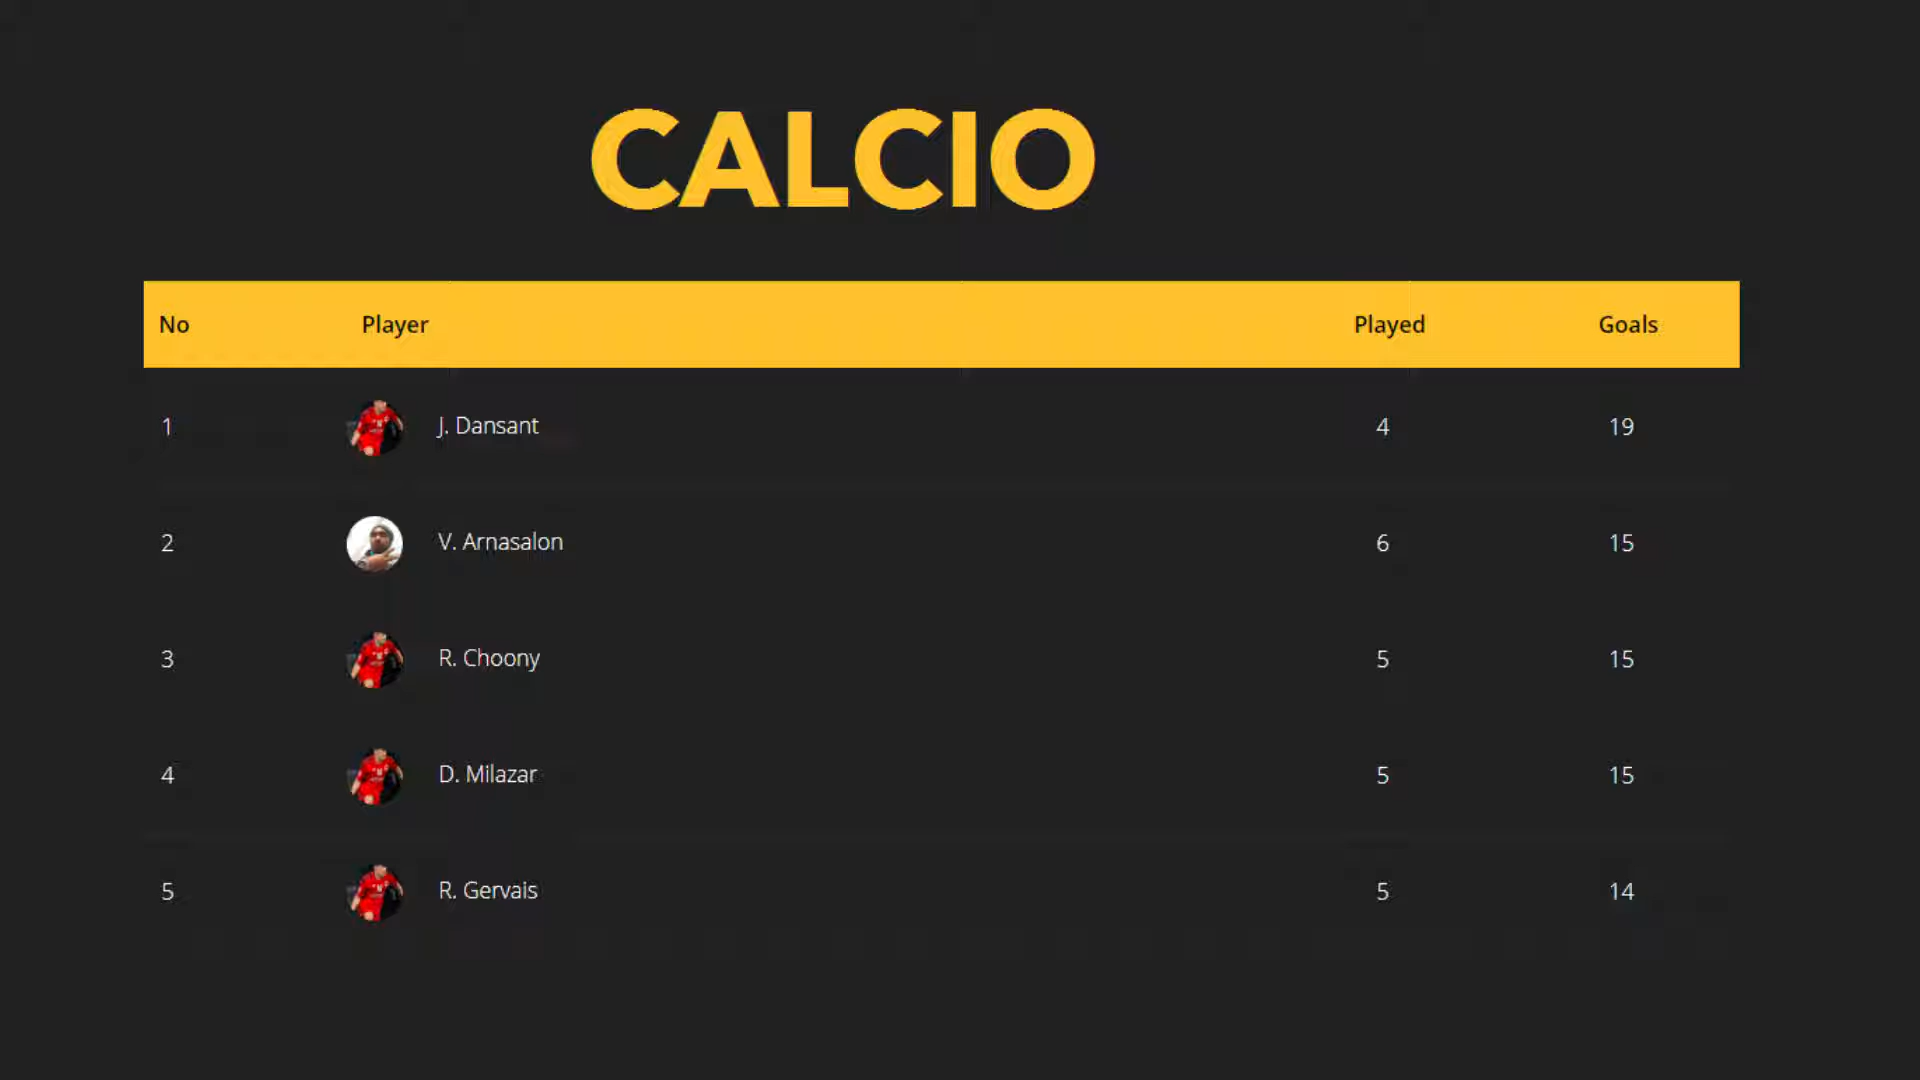 CALCIO
No Player Played Goals
1 J. Dansant 4 19
2 V. Arnasalon 6 15
3 R. Choony 5 15
4 D. Milazar 5 15
5 R. Gervais 5 14